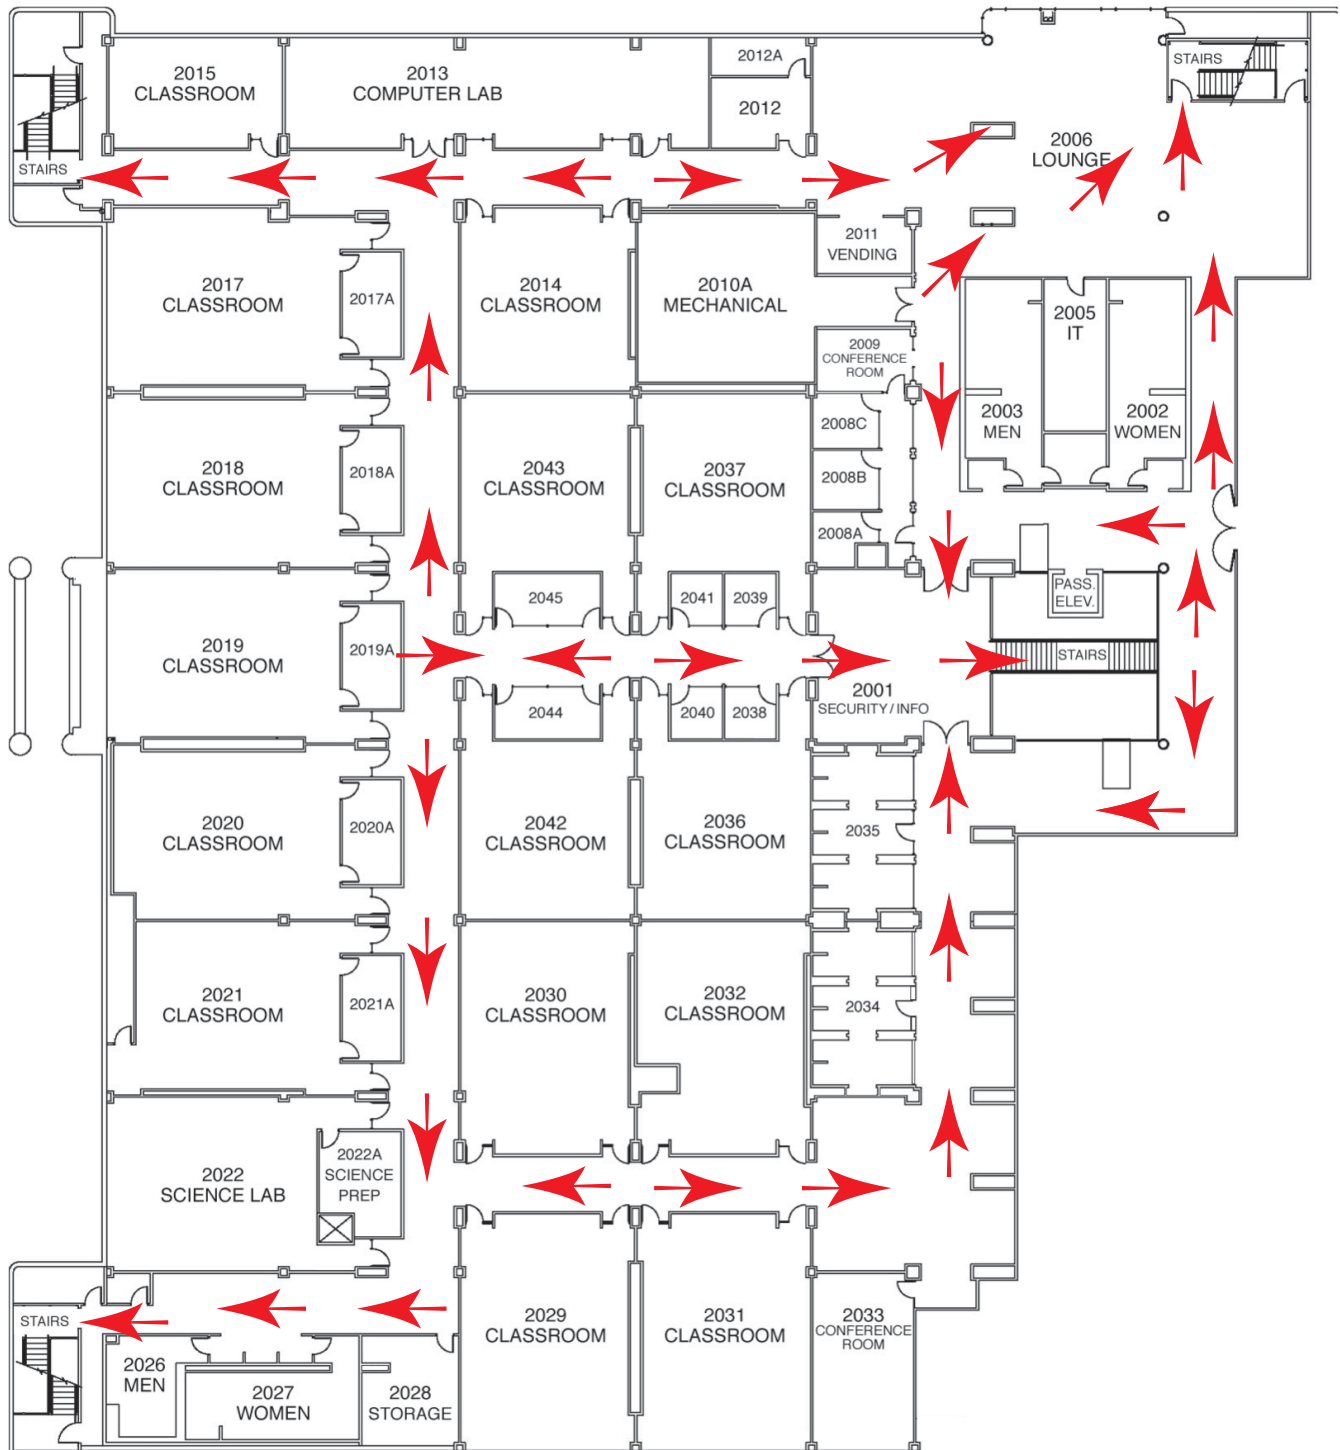 2015
CLASSROOM
2013
COMPUTER LAB
2012A
2012
STAIRS
STAIRS
2006
LOUNGE
2017
CLASSROOM
2017A
2014
CLASSROOM
2010A
MECHANICAL
2011
VENDING
2009
CONFERENCE
ROOM
2005
IT
2003
MEN
2002
WOMEN
2018
CLASSROOM
2018A
2043
CLASSROOM
2037
CLASSROOM
2008C
2008B
2008A
2045
2041
2039
PASS.
ELEV.
2019
CLASSROOM
2019A
STAIRS
2001
SECURITY/INFO
2044
2040
2038
2020
CLASSROOM
2020A
2042
CLASSROOM
2036
CLASSROOM
2035
2021
CLASSROOM
2021A
2030
CLASSROOM
2032
CLASSROOM
2034
2022
SCIENCE LAB
2022A
SCIENCE
PREP
STAIRS
2029
CLASSROOM
2031
CLASSROOM
2033
CONFERENCE
ROOM
2026
MEN
2027
WOMEN
2028
STORAGE